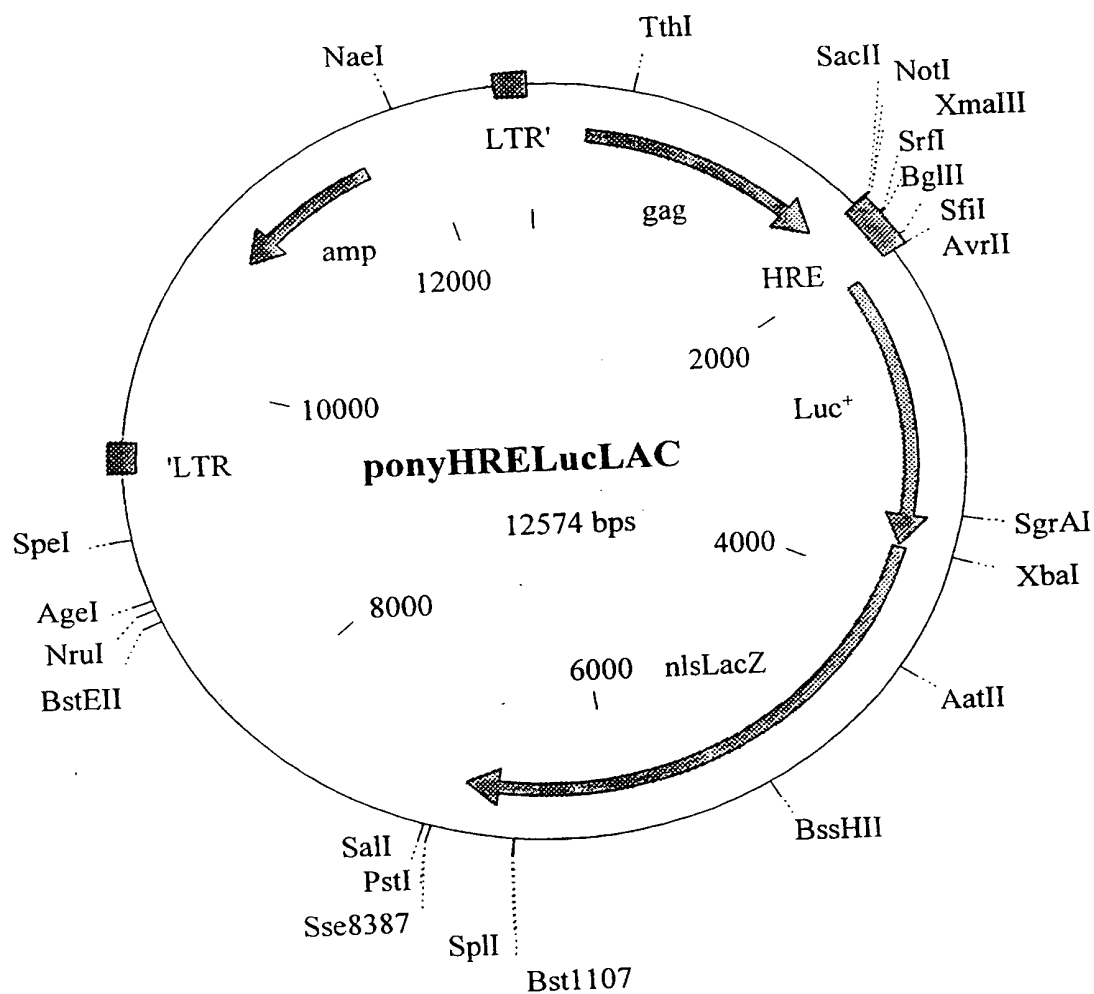 TthI
NaeI
SacII
NotI
XmaIII
SrfI
BglII
SfiI
AvrII
LTR'
gag
amp
12000
HRE
2000
10000
Luc+
'LTR
ponyHRELucLAC
12574 bps
SgrAI
SpeI
4000
XbaI
AgeI
8000
NruI
6000
nlsLacZ
BstEII
AatII
BssHII
SalI
PstI
Sse8387
SplI
Bst1107